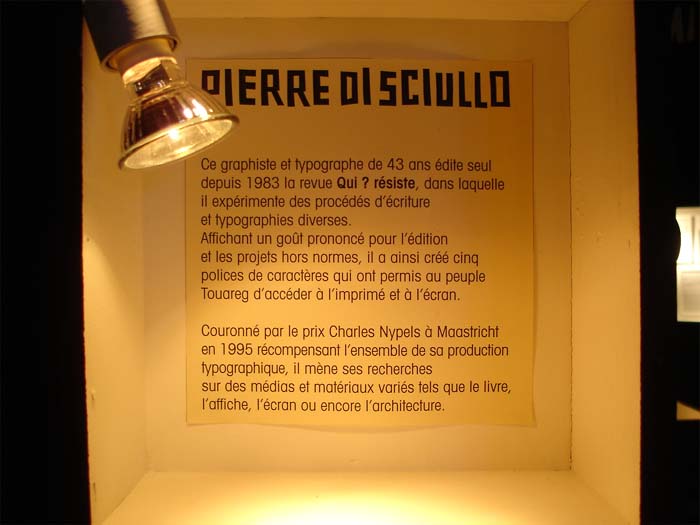 PIERRE DI SCIULLO
Ce graphiste et typographe de 43 ans édite seul
depuis 1983 la revue Qui ? résiste, dans laquelle
il expérimente des procédés d'écriture
et typographies diverses.
Affichant un goût prononcé pour l'édition
et les projets hors normes, il a ainsi créé cinq
polices de caractères qui ont permis au peuple
Touareg d'accéder à l'imprimé et à l'écran.
Couronné par le prix Charles Nypels à Maastricht
en 1995 récompensant l'ensemble de sa production
typographique, il mène ses recherches
sur des médias et matériaux variés tels que le livre,
l'affiche, l'écran ou encore l'architecture.